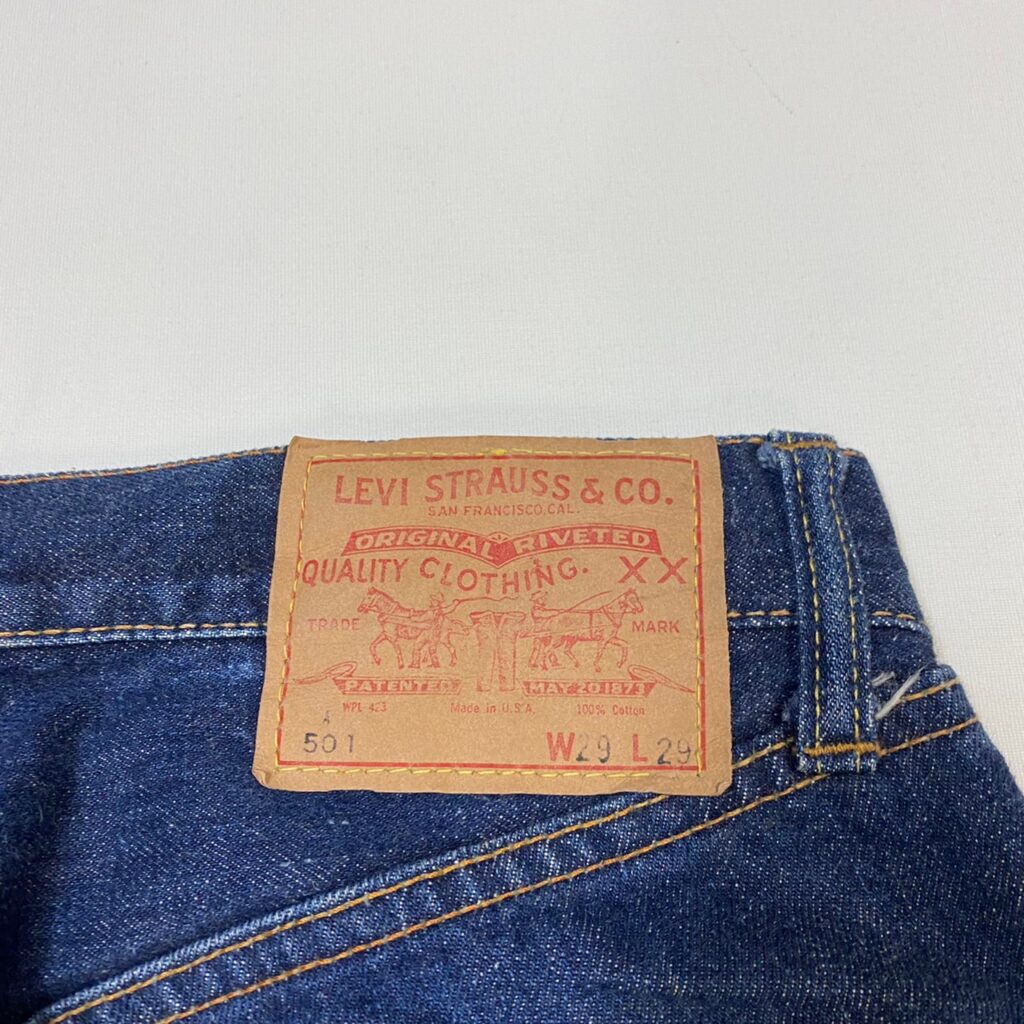 LEVI STRAUSS & CO.
SAN FRANCISCO, CAL.
ORIGINAL RIVETED
QUALITY CLOTHING. XX
TRADE MARK
PATENTED MAY 20 1873
WPL 423 Made in U.S.A. 100% Cotton
A
501 W29 L29